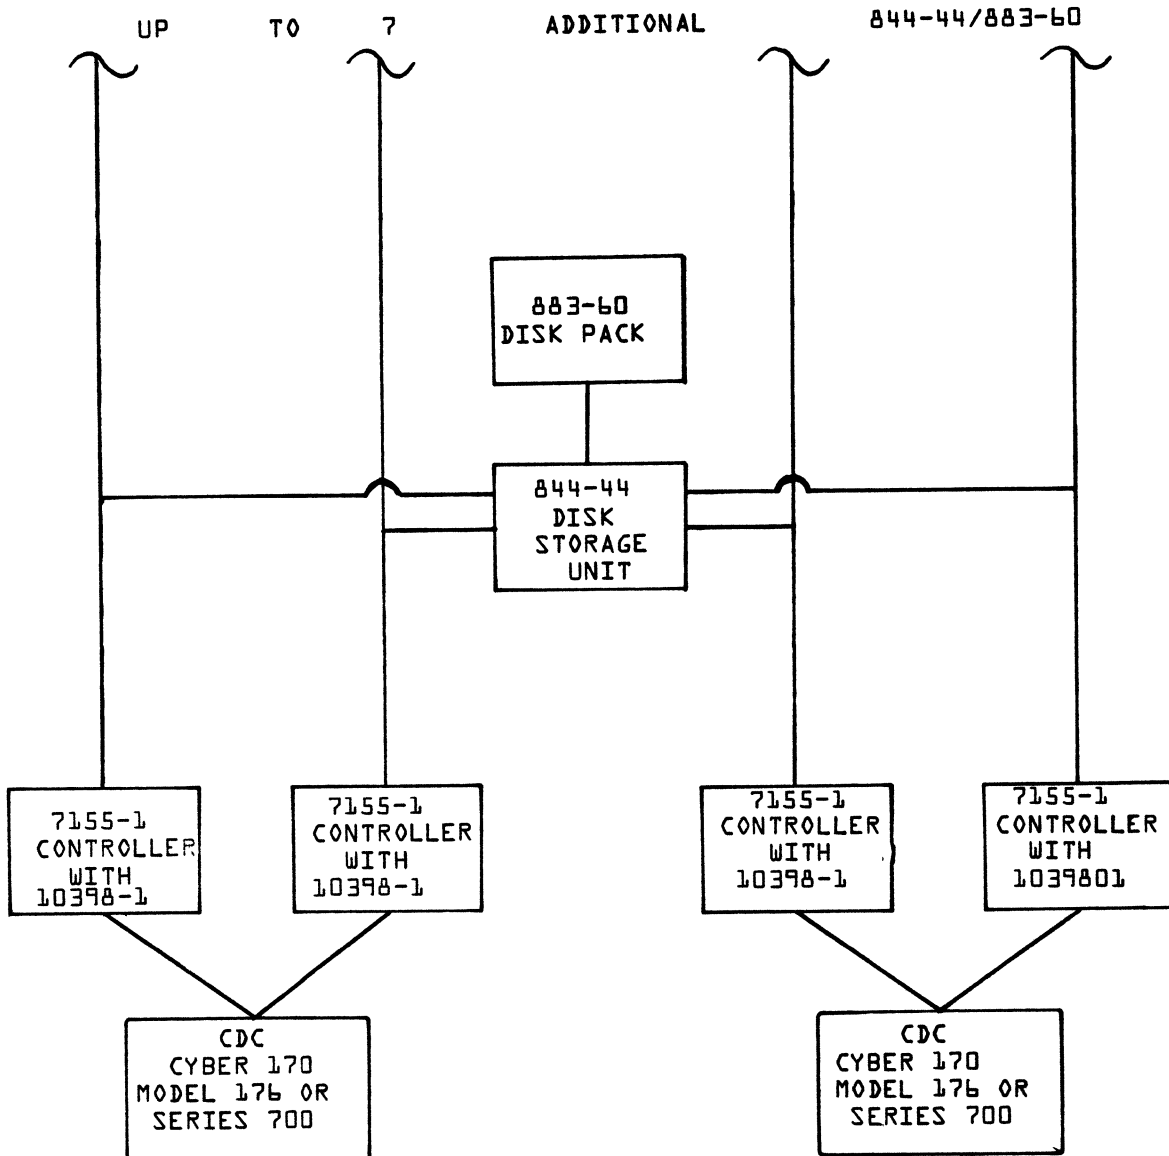 UP TO 7 ADDITIONAL 844-44/883-60
883-60
DISK PACK
844-44
DISK
STORAGE
UNIT
7155-1
CONTROLLER
WITH
10398-1
7155-1
CONTROLLER
WITH
10398-1
7155-1
CONTROLLER
WITH
10398-1
7155-1
CONTROLLER
WITH
1039801
CDC
CYBER 170
MODEL 176 OR
SERIES 700
CDC
CYBER 170
MODEL 176 OR
SERIES 700